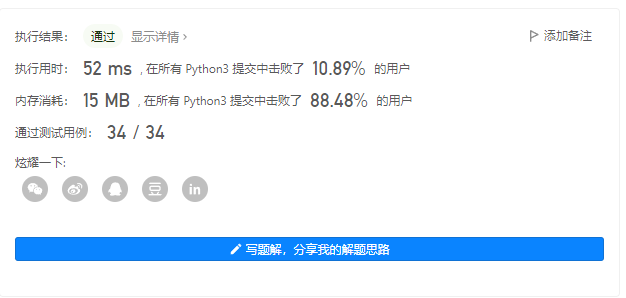 执行结果： 通过 显示详情 › 添加备注
执行用时： 52 ms , 在所有 Python3 提交中击败了 10.89% 的用户
内存消耗： 15 MB , 在所有 Python3 提交中击败了 88.48% 的用户
通过测试用例： 34 / 34
炫耀一下:
豆 in
写题解，分享我的解题思路